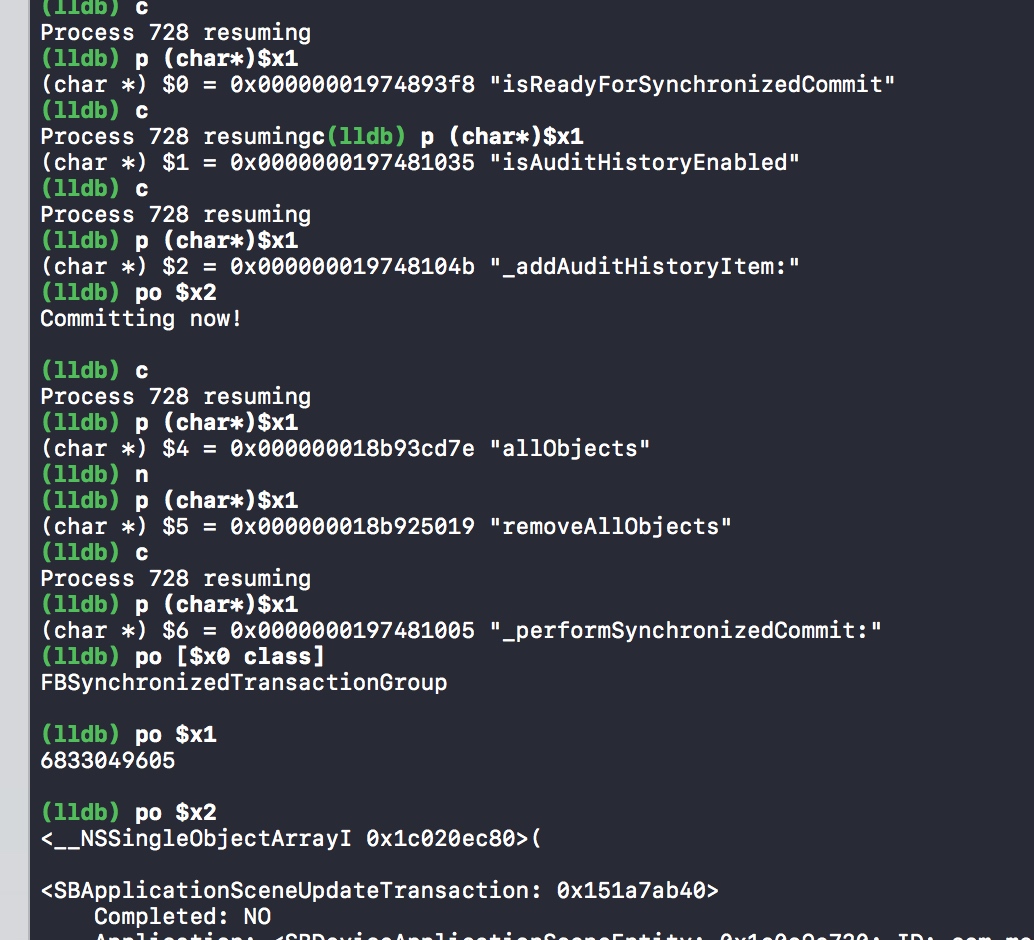 (lldb) c
Process 728 resuming
(lldb) p (char*)$x1
(char *) $0 = 0x00000001974893f8 "isReadyForSynchronizedCommit"
(lldb) c
Process 728 resumingc(lldb) p (char*)$x1
(char *) $1 = 0x0000000197481035 "isAuditHistoryEnabled"
(lldb) c
Process 728 resuming
(lldb) p (char*)$x1
(char *) $2 = 0x000000019748104b "_addAuditHistoryItem:"
(lldb) po $x2
Committing now!
(lldb) c
Process 728 resuming
(lldb) p (char*)$x1
(char *) $4 = 0x000000018b93cd7e "allObjects"
(lldb) n
(lldb) p (char*)$x1
(char *) $5 = 0x000000018b925019 "removeAllObjects"
(lldb) c
Process 728 resuming
(lldb) p (char*)$x1
(char *) $6 = 0x0000000197481005 "_performSynchronizedCommit:"
(lldb) po [$x0 class]
FBSynchronizedTransactionGroup
(lldb) po $x1
6833049605
(lldb) po $x2
<__NSSingleObjectArrayI 0x1c020ec80>(
<SBApplicationSceneUpdateTransaction: 0x151a7ab40>
Completed: NO
Application: <SBDeviceApplicationSceneEntity: